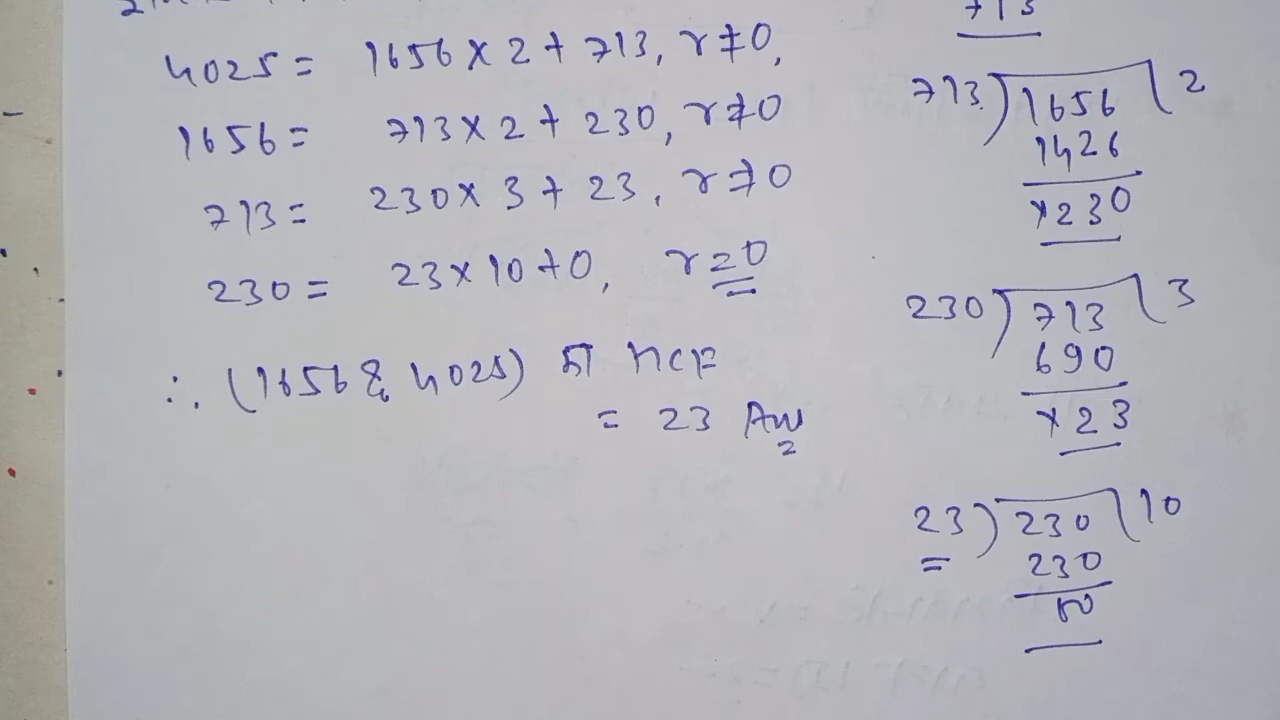 4025 = 1656 × 2 + 713, r ≠ 0,
1656 = 713 × 2 + 230, r ≠ 0
713 = 230 × 3 + 23, r ≠ 0
230 = 23 × 10 + 0, r = 0
∴ (1656 & 4025) का HCF
= 23 Ans
713
713) 1656 ( 2
1426
×230
230) 713 ( 3
690
×23
23) 230 ( 10
230
×0